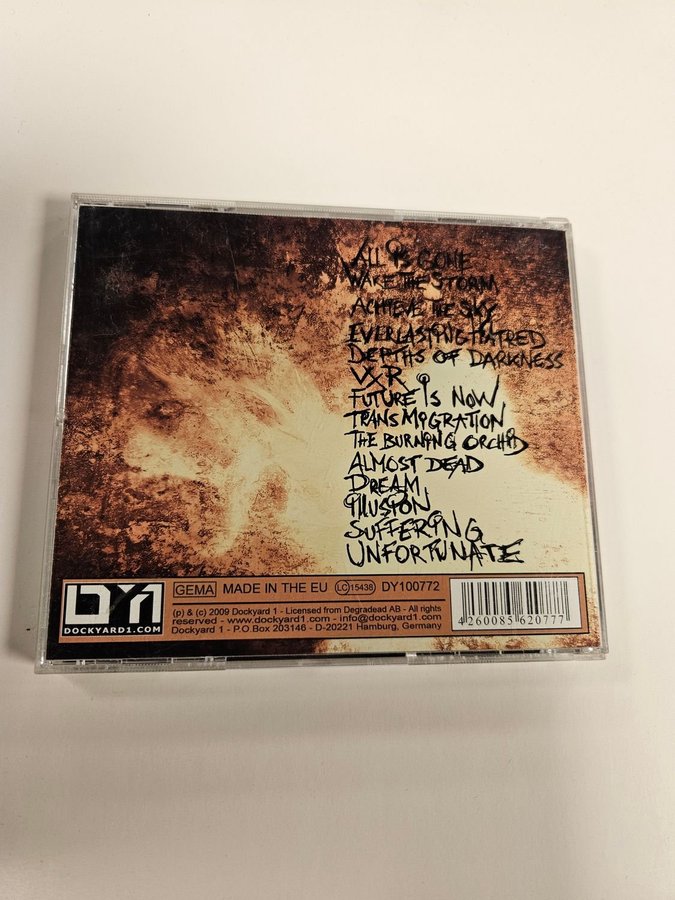 ALL IS GONE
WAKE THE STORM
ACHIEVE THE SKY
EVERLASTING HATRED
DEPTHS OF DARKNESS
VXR
FUTURE IS NOW
TRANSMIGRATION
THE BURNING ORCHID
ALMOST DEAD
DREAM
ILLUSION
SUFFERING
UNFORTUNATE
DY1
DOCKYARD1.COM
GEMA MADE IN THE EU LC 15438 DY100772
(p) & (c) 2009 Dockyard 1 - Licensed from Degradead AB - All rights
reserved - www.dockyard1.com - info@dockyard1.com
Dockyard 1 - P.O.Box 203146 - D-20221 Hamburg, Germany
4 260085 620777